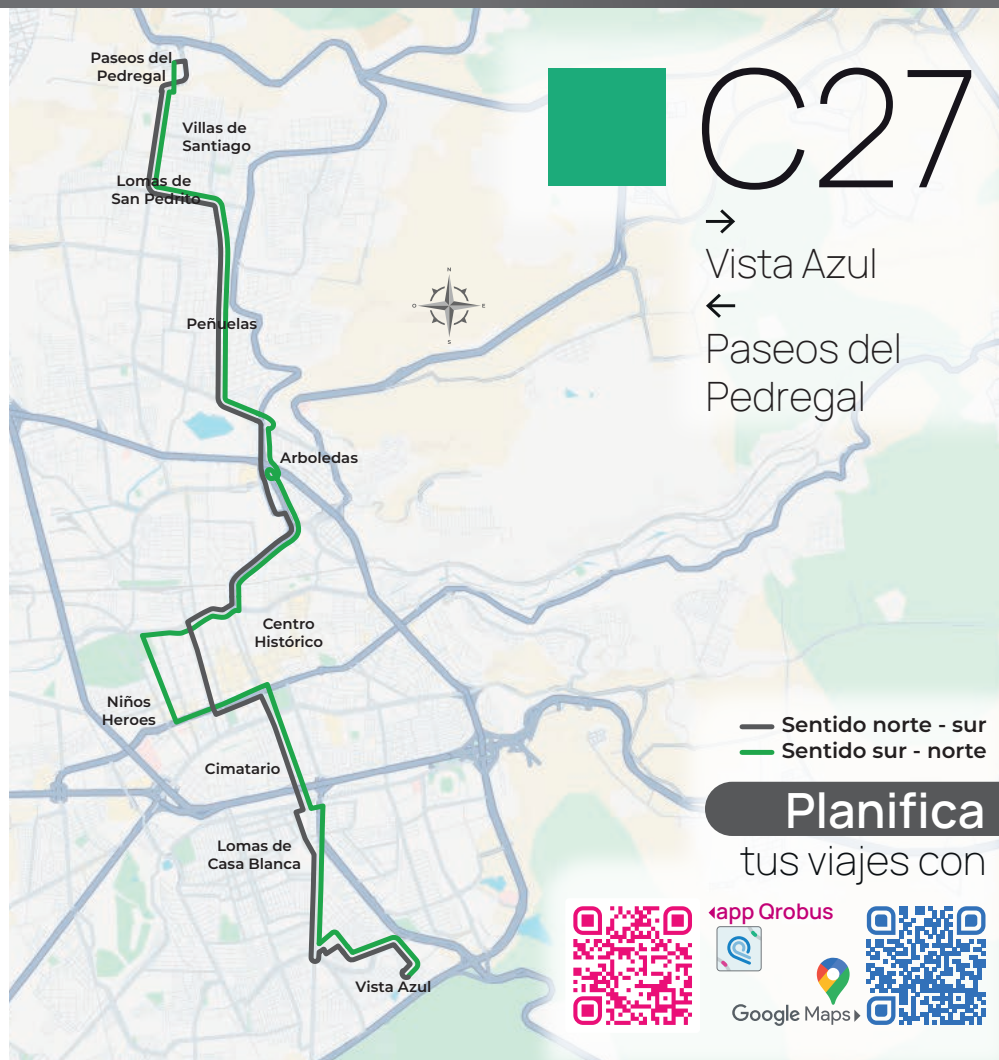 C27
→
Vista Azul
←
Paseos del
Pedregal
Paseos del
Pedregal
Villas de
Santiago
Lomas de
San Pedrito
N
O
E
S
Peñuelas
Arboledas
Centro
Histórico
Niños
Heroes
Cimatario
Lomas de
Casa Blanca
Vista Azul
Sentido norte - sur
Sentido sur - norte
Planifica
tus viajes con
app Qrobus
Google Maps